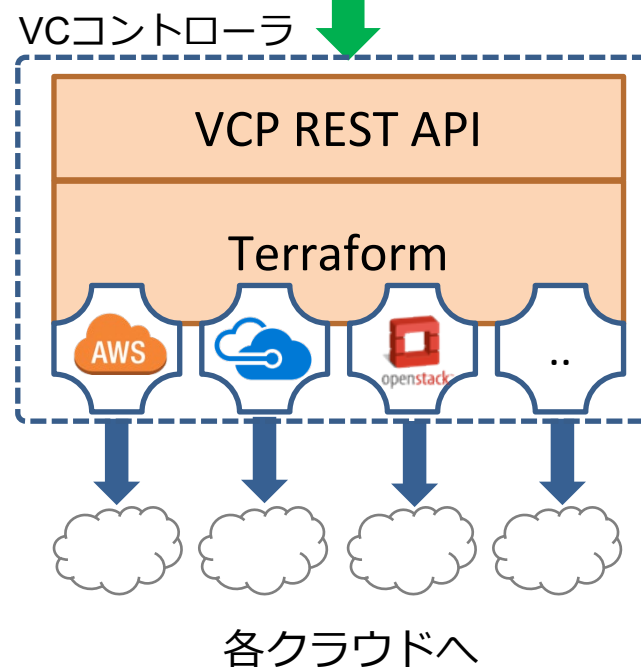 VCコントローラ
VCP REST API
Terraform
AWS
openstack
..
各クラウドへ